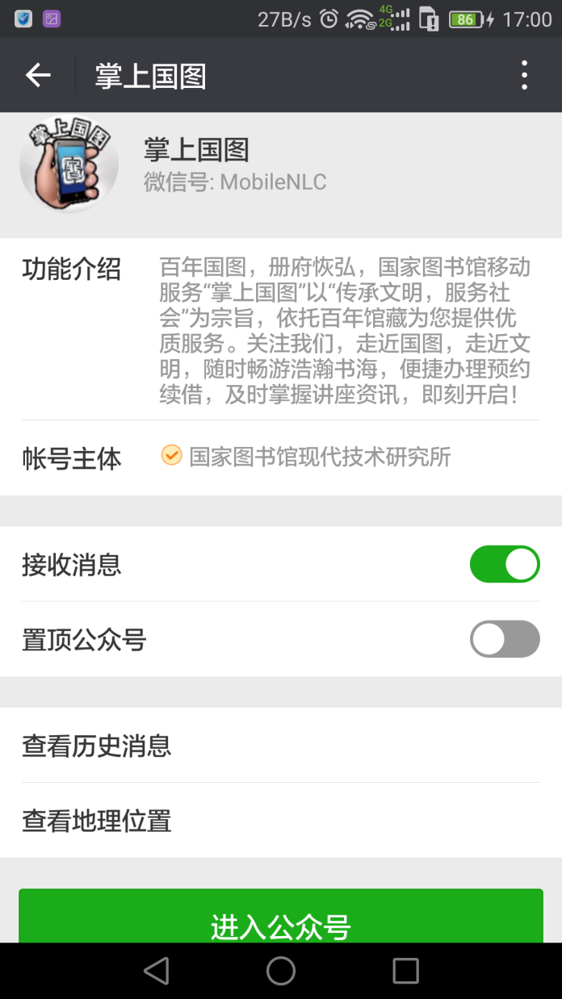 27B/s 4G 2G 86 17:00
掌上国图
掌上国图
掌上国图
微信号: MobileNLC
功能介绍
百年国图，册府恢弘，国家图书馆移动
服务“掌上国图”以“传承文明，服务社
会”为宗旨，依托百年馆藏为您提供优
质服务。关注我们，走近国图，走近文
明，随时畅游浩瀚书海，便捷办理预约
续借，及时掌握讲座资讯，即刻开启！
帐号主体
国家图书馆现代技术研究所
接收消息
置顶公众号
查看历史消息
查看地理位置
进入公众号